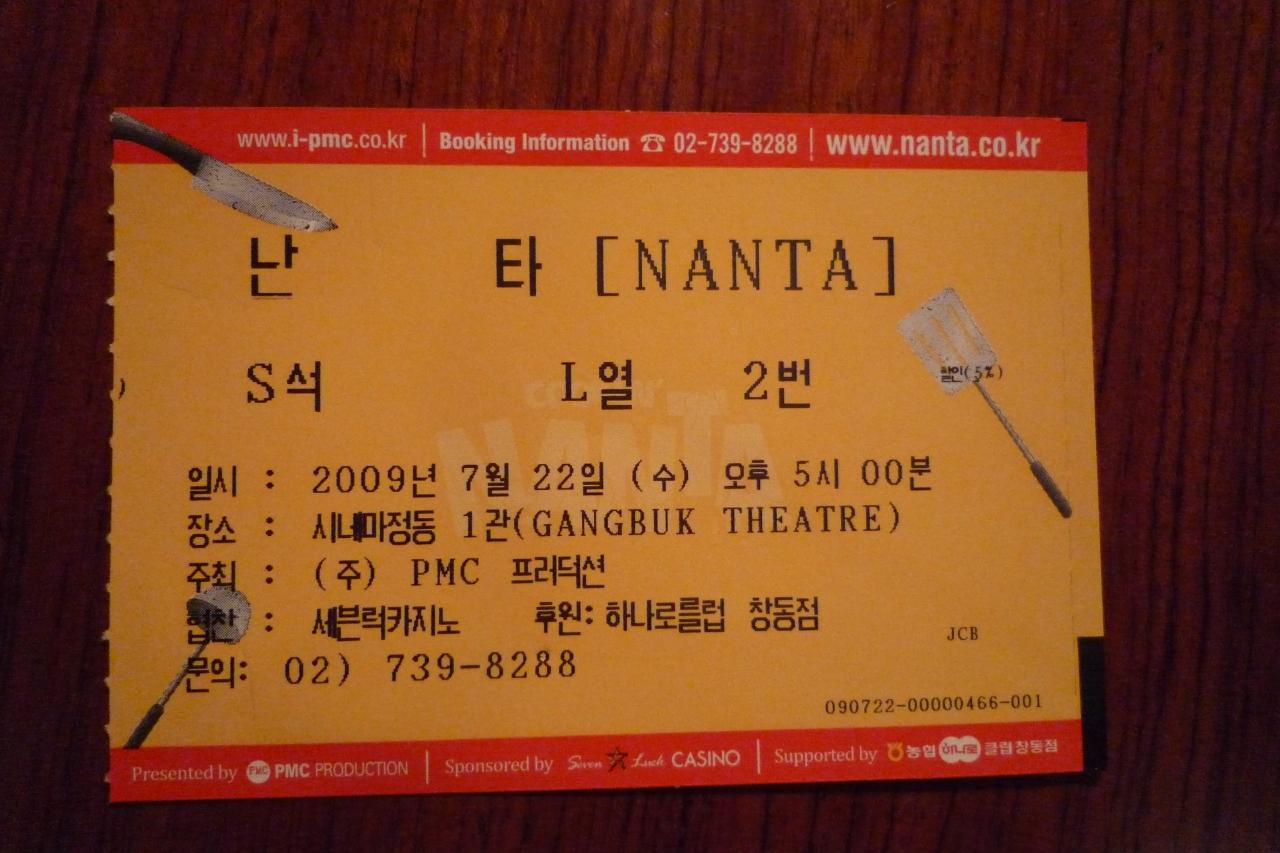 www.i-pmc.co.kr | Booking Information ☎ 02-739-8288 | www.nanta.co.kr
난 타 [NANTA]
S석 L열 2번
할인(5%)
)
COOKIN'
NANTA
일시 : 2009년 7월 22일 (수) 오후 5시 00분
장소 : 시네마정동 1관(GANGBUK THEATRE)
주최 : (주) PMC 프러덕션
협찬 : 세븐럭카지노 후원: 하나로클럽 창동점
JCB
문의: 02) 739-8288
090722-00000466-001
Presented by PMC PMC PRODUCTION | Sponsored by Seven Luck CASINO | Supported by 농협 하나로 클럽창동점